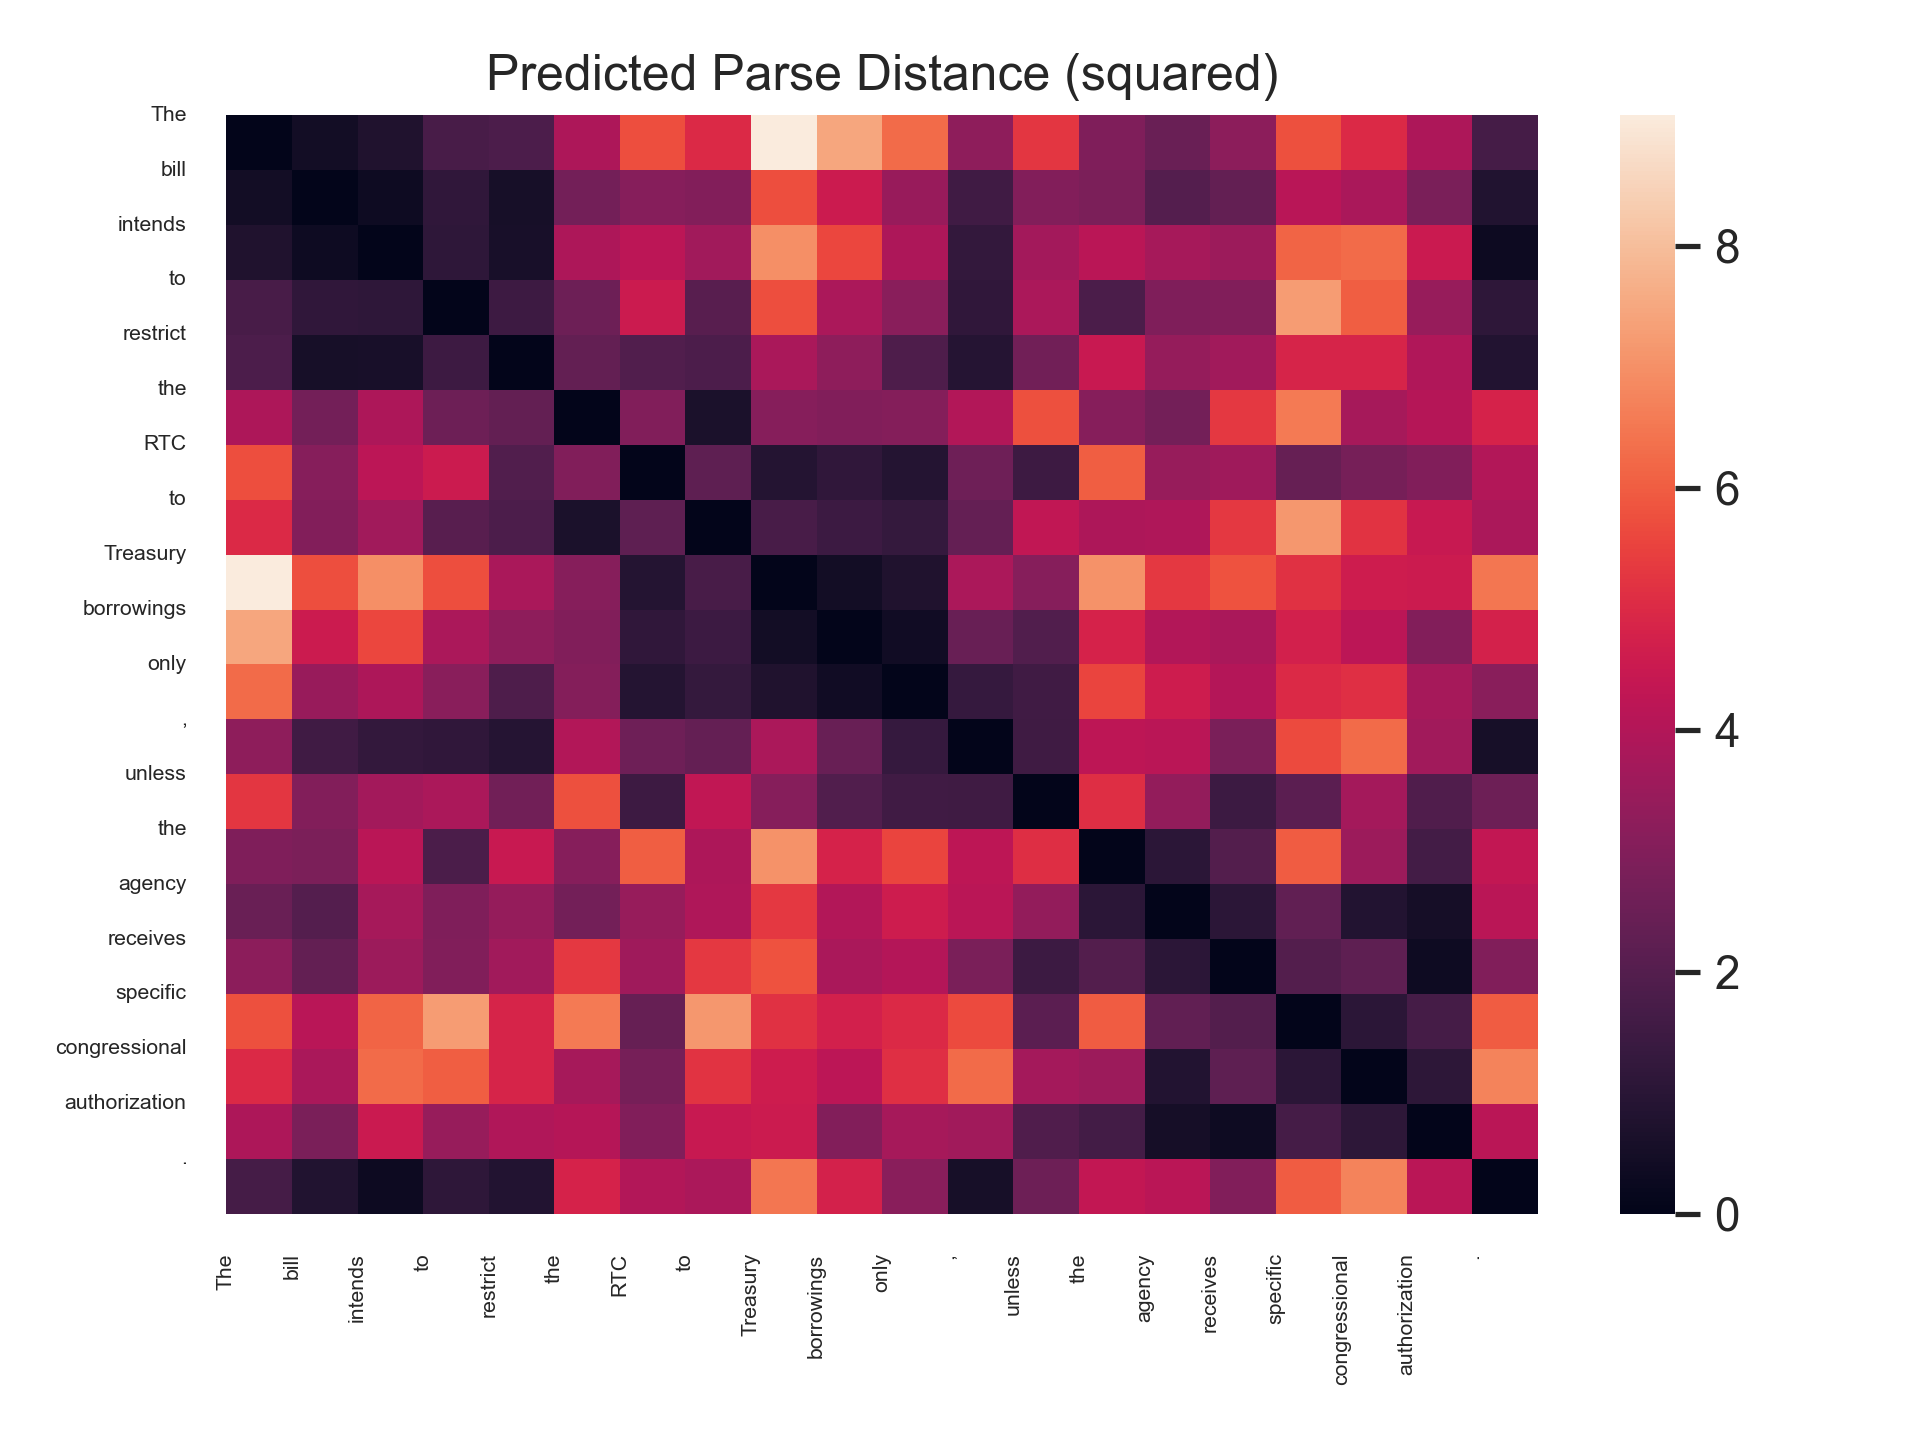 Predicted Parse Distance (squared)
The
bill
intends
to
restrict
the
RTC
to
Treasury
borrowings
only
,
unless
the
agency
receives
specific
congressional
authorization
.
8
6
4
2
0
The
bill
intends
to
restrict
the
RTC
to
Treasury
borrowings
only
,
unless
the
agency
receives
specific
congressional
authorization
.